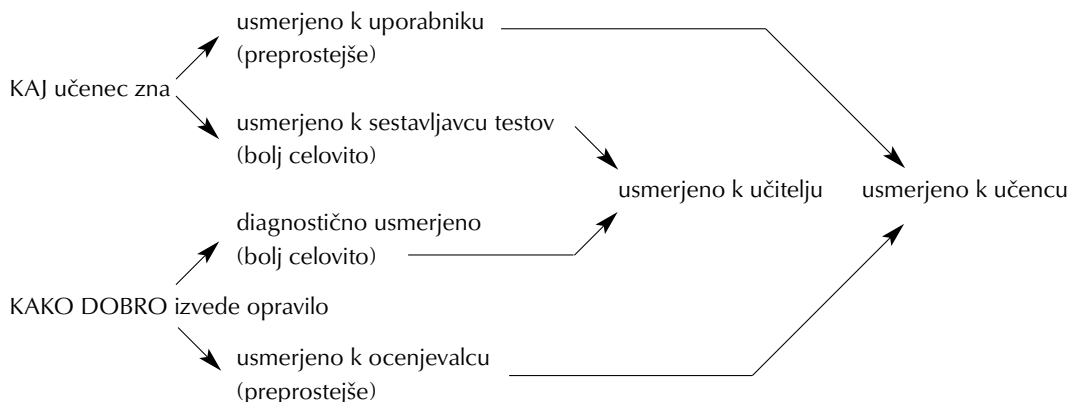 usmerjeno k uporabniku
(preprostejše)
KAJ učenec zna
usmerjeno k sestavljavcu testov
(bolj celovito)
usmerjeno k učitelju
usmerjeno k učencu
diagnostično usmerjeno
(bolj celovito)
KAKO DOBRO izvede opravilo
usmerjeno k ocenjevalcu
(preprostejše)